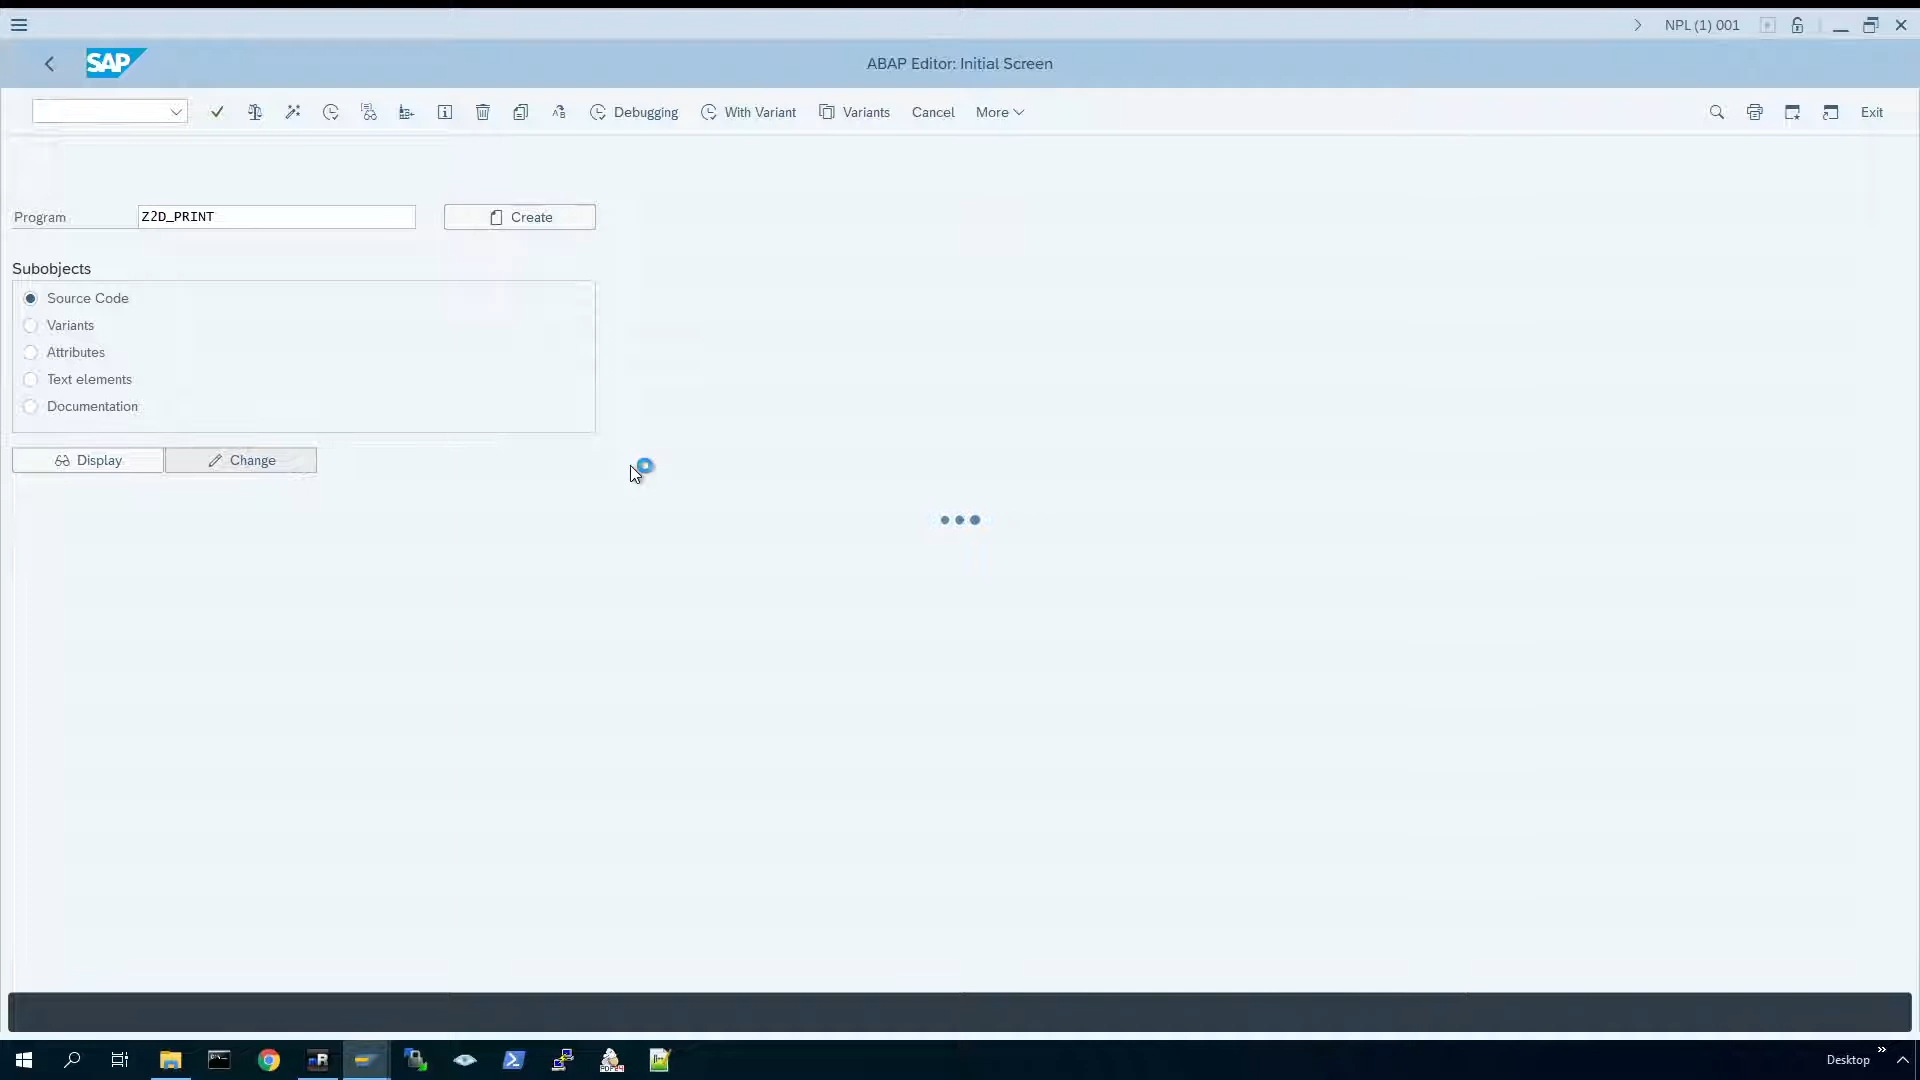 NPL (1) 001
SAP
ABAP Editor: Initial Screen
Debugging
With Variant
Variants
Cancel
More
Exit
Program
Z2D_PRINT
Create
Subobjects
Source Code
Variants
Attributes
Text elements
Documentation
Display
Change
Desktop